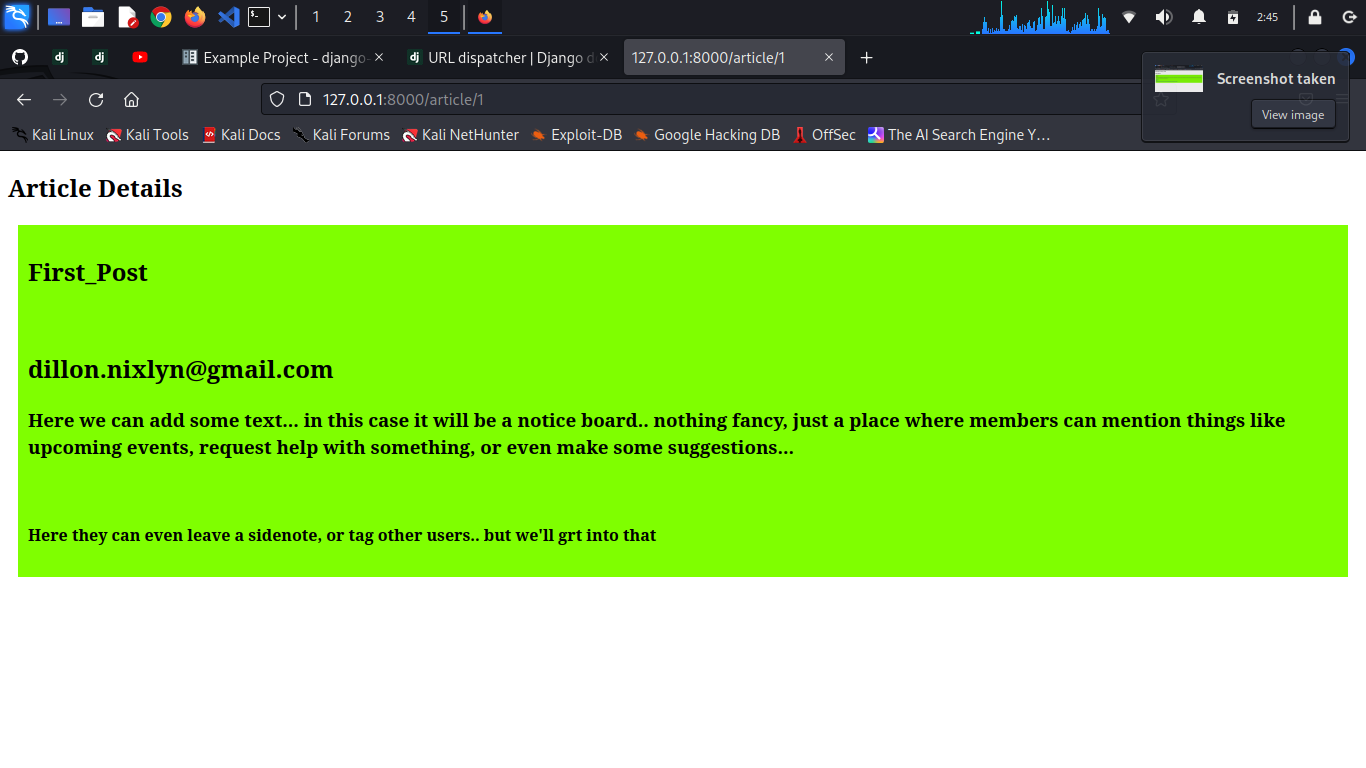 1 2 3 4 5 2:45
Example Project - django- URL dispatcher | Django d 127.0.0.1:8000/article/1
Screenshot taken
127.0.0.1:8000/article/1
View image
Kali Linux Kali Tools Kali Docs Kali Forums Kali NetHunter Exploit-DB Google Hacking DB OffSec The AI Search Engine Y…
Article Details
First_Post
dillon.nixlyn@gmail.com
Here we can add some text... in this case it will be a notice board.. nothing fancy, just a place where members can mention things like
upcoming events, request help with something, or even make some suggestions...
Here they can even leave a sidenote, or tag other users.. but we'll grt into that